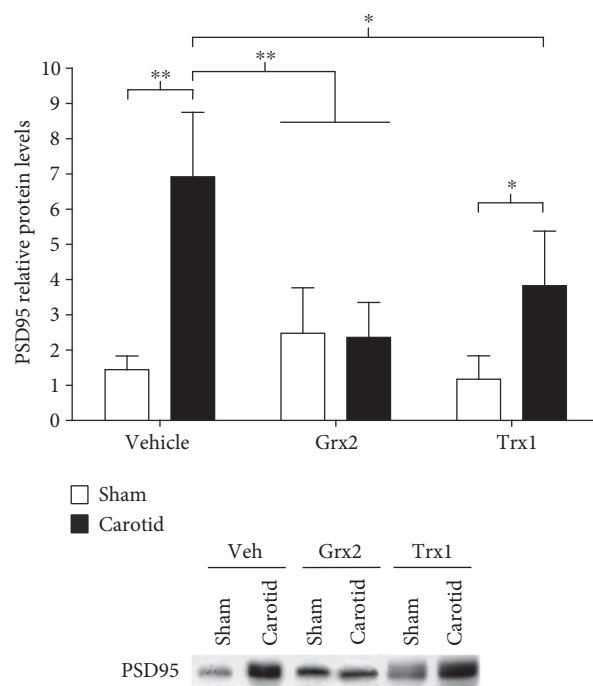 *
** **
*
PSD95 relative protein levels
10
9
8
7
6
5
4
3
2
1
0
Vehicle Grx2 Trx1
Sham
Carotid
Veh Grx2 Trx1
Sham Carotid Sham Carotid Sham Carotid
PSD95